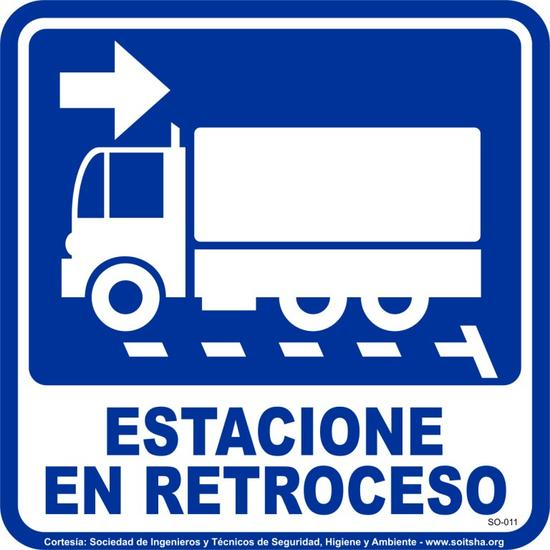 ESTACIONE
EN RETROCESO
SO-011
Cortesía: Sociedad de Ingenieros y Técnicos de Seguridad, Higiene y Ambiente - www.soitsha.org